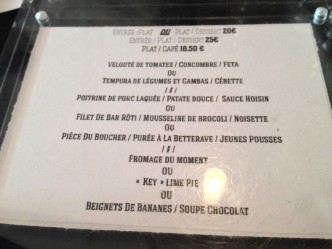 Entrée/Plat ou Plat/Dessert 20€
Entrée/Plat/Dessert 25€
Plat/Café 16.50 €
Velouté de tomates / Concombre / Feta
ou
Tempura de légumes et Gambas / Cébette
/#/
Poitrine de porc laquée / Patate douce / Sauce Hoisin
ou
Filet De Bar Rôti / Mousseline de brocoli / Noisette
ou
Pièce Du Boucher / Purée à La Betterave / Jeunes Pousses
/#/
Fromage du moment
ou
* Key * Lime Pie
ou
Beignets De Bananes / Soupe Chocolat